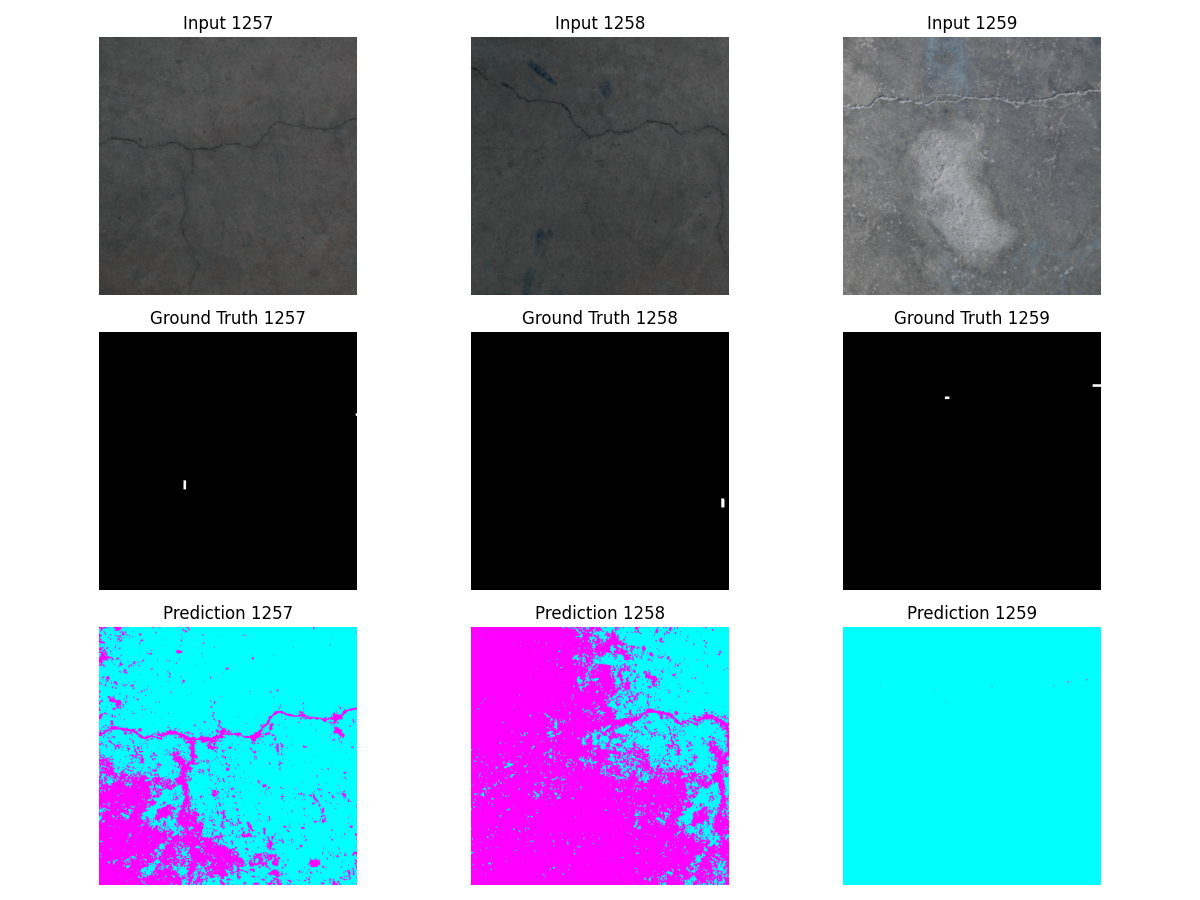 Input 1257
Input 1258
Input 1259
Ground Truth 1257
Ground Truth 1258
Ground Truth 1259
Prediction 1257
Prediction 1258
Prediction 1259